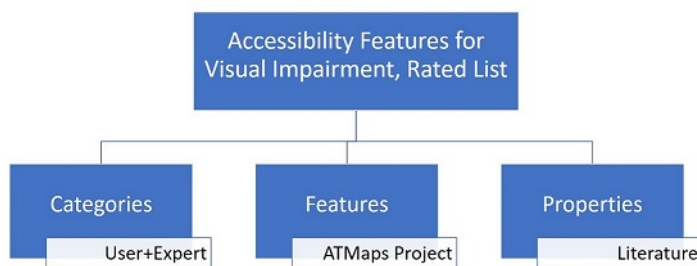 Accessibility Features for
Visual Impairment, Rated List
Categories
Features
Properties
User+Expert
ATMaps Project
Literature